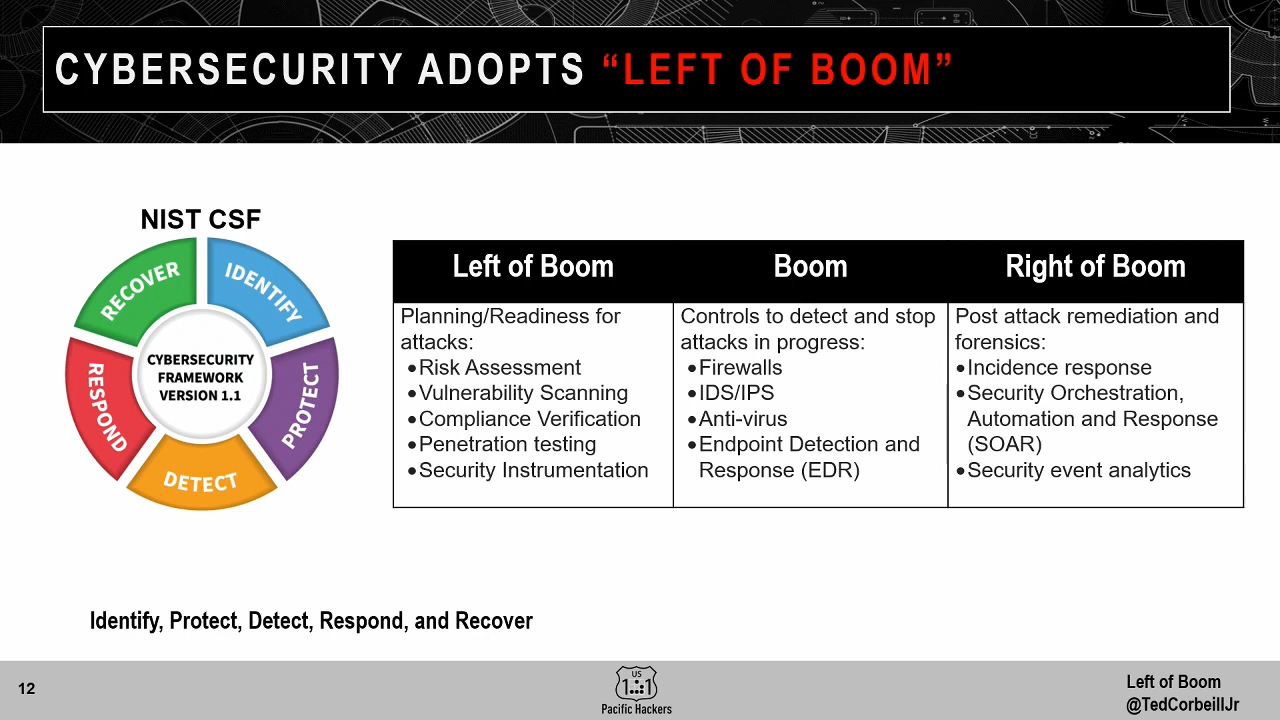 CYBERSECURITY ADOPTS “LEFT OF BOOM”
NIST CSF
RECOVER
IDENTIFY
RESPOND
PROTECT
DETECT
CYBERSECURITY
FRAMEWORK
VERSION 1.1
Left of Boom
Planning/Readiness for
attacks:
•Risk Assessment
•Vulnerability Scanning
•Compliance Verification
•Penetration testing
•Security Instrumentation
Boom
Controls to detect and stop
attacks in progress:
•Firewalls
•IDS/IPS
•Anti-virus
•Endpoint Detection and
Response (EDR)
Right of Boom
Post attack remediation and
forensics:
•Incidence response
•Security Orchestration,
Automation and Response
(SOAR)
•Security event analytics
Identify, Protect, Detect, Respond, and Recover
12
US
1.:1
Pacific Hackers
Left of Boom
@TedCorbeillJr